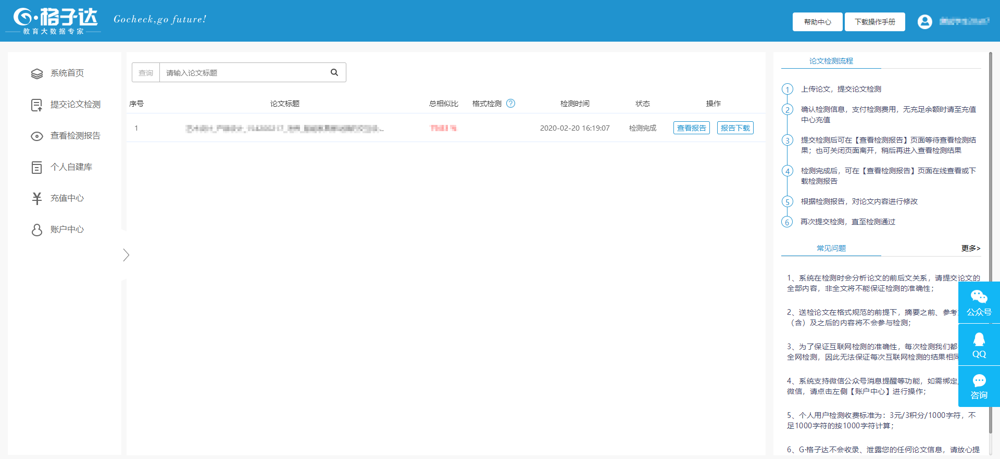 G·格子达
教育大数据专家
Gocheck,go future!
帮助中心
下载操作手册
系统首页
提交论文检测
查看检测报告
个人自建库
充值中心
账户中心
查询 请输入论文标题
序号 论文标题 总相似比 格式检测 ? 检测时间 状态 操作
1 2020-02-20 16:19:07 检测完成 查看报告 报告下载
论文检测流程
1 上传论文，提交论文检测
2 确认检测信息，支付检测费用，无充足余额时请至充值
中心充值
3 提交检测后可在【查看检测报告】页面等待查看检测结
果；也可关闭页面离开，稍后再进入查看检测结果
4 检测完成后，可在【查看检测报告】页面在线查看或下
载检测报告
5 根据检测报告，对论文内容进行修改
6 再次提交检测，直至检测通过
常见问题 更多>
1、系统在检测时会分析论文的前后文关系，请提交论文的
全部内容，非全文将不能保证检测的准确性；
2、送检论文在格式规范的前提下，摘要之前、参考
（含）及之后的内容将不会参与检测；
3、为了保证互联网检测的准确性，每次检测我们都
全网检测，因此无法保证每次互联网检测的结果相同
4、系统支持微信公众号消息提醒等功能，如需绑定
微信，请点击左侧【账户中心】进行操作；
5、个人用户检测收费标准为：3元/3积分/1000字符，不
足1000字符的按1000字符计算；
6、G·格子达不会收录、泄露您的任何论文信息，请放心提
公众号
QQ
咨询